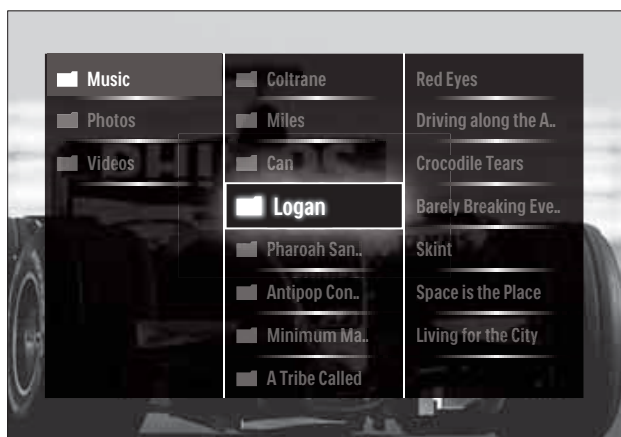 Music
Photos
Videos
Coltrane
Miles
Can
Logan
Pharoah San..
Antipop Con..
Minimum Ma..
A Tribe Called
Red Eyes
Driving along the A..
Crocodile Tears
Barely Breaking Eve..
Skint
Space is the Place
Living for the City